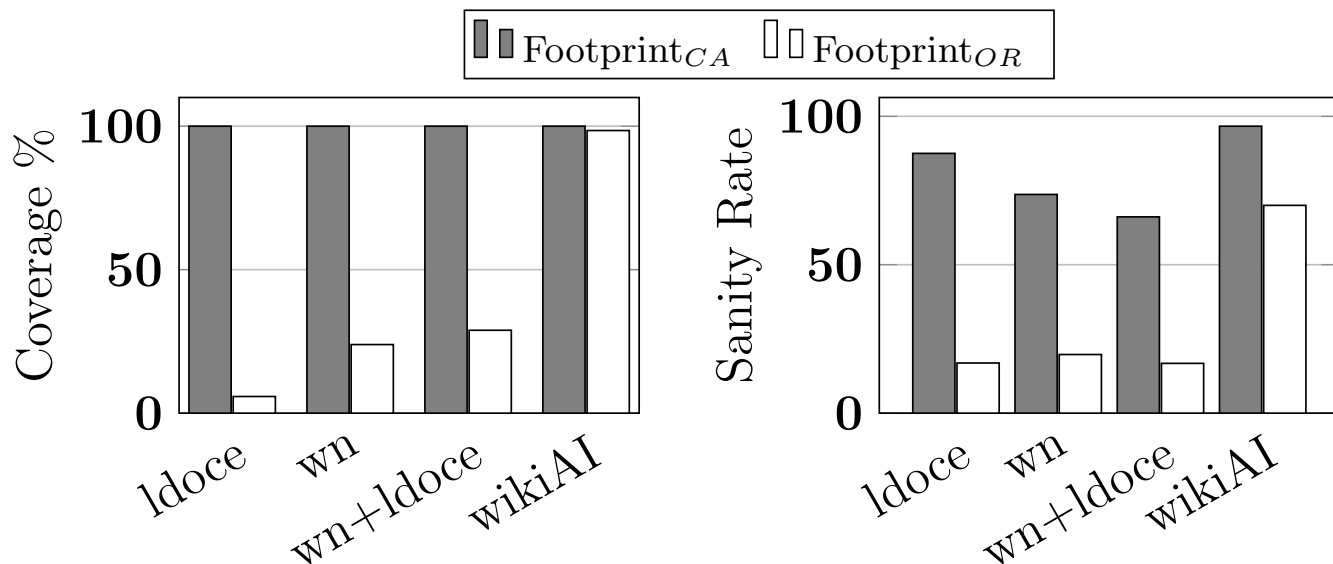 Footprint_CA Footprint_OR
Coverage %
100
50
0
ldoce wn wn+ldoce wikiAI
Sanity Rate
100
50
0
ldoce wn wn+ldoce wikiAI